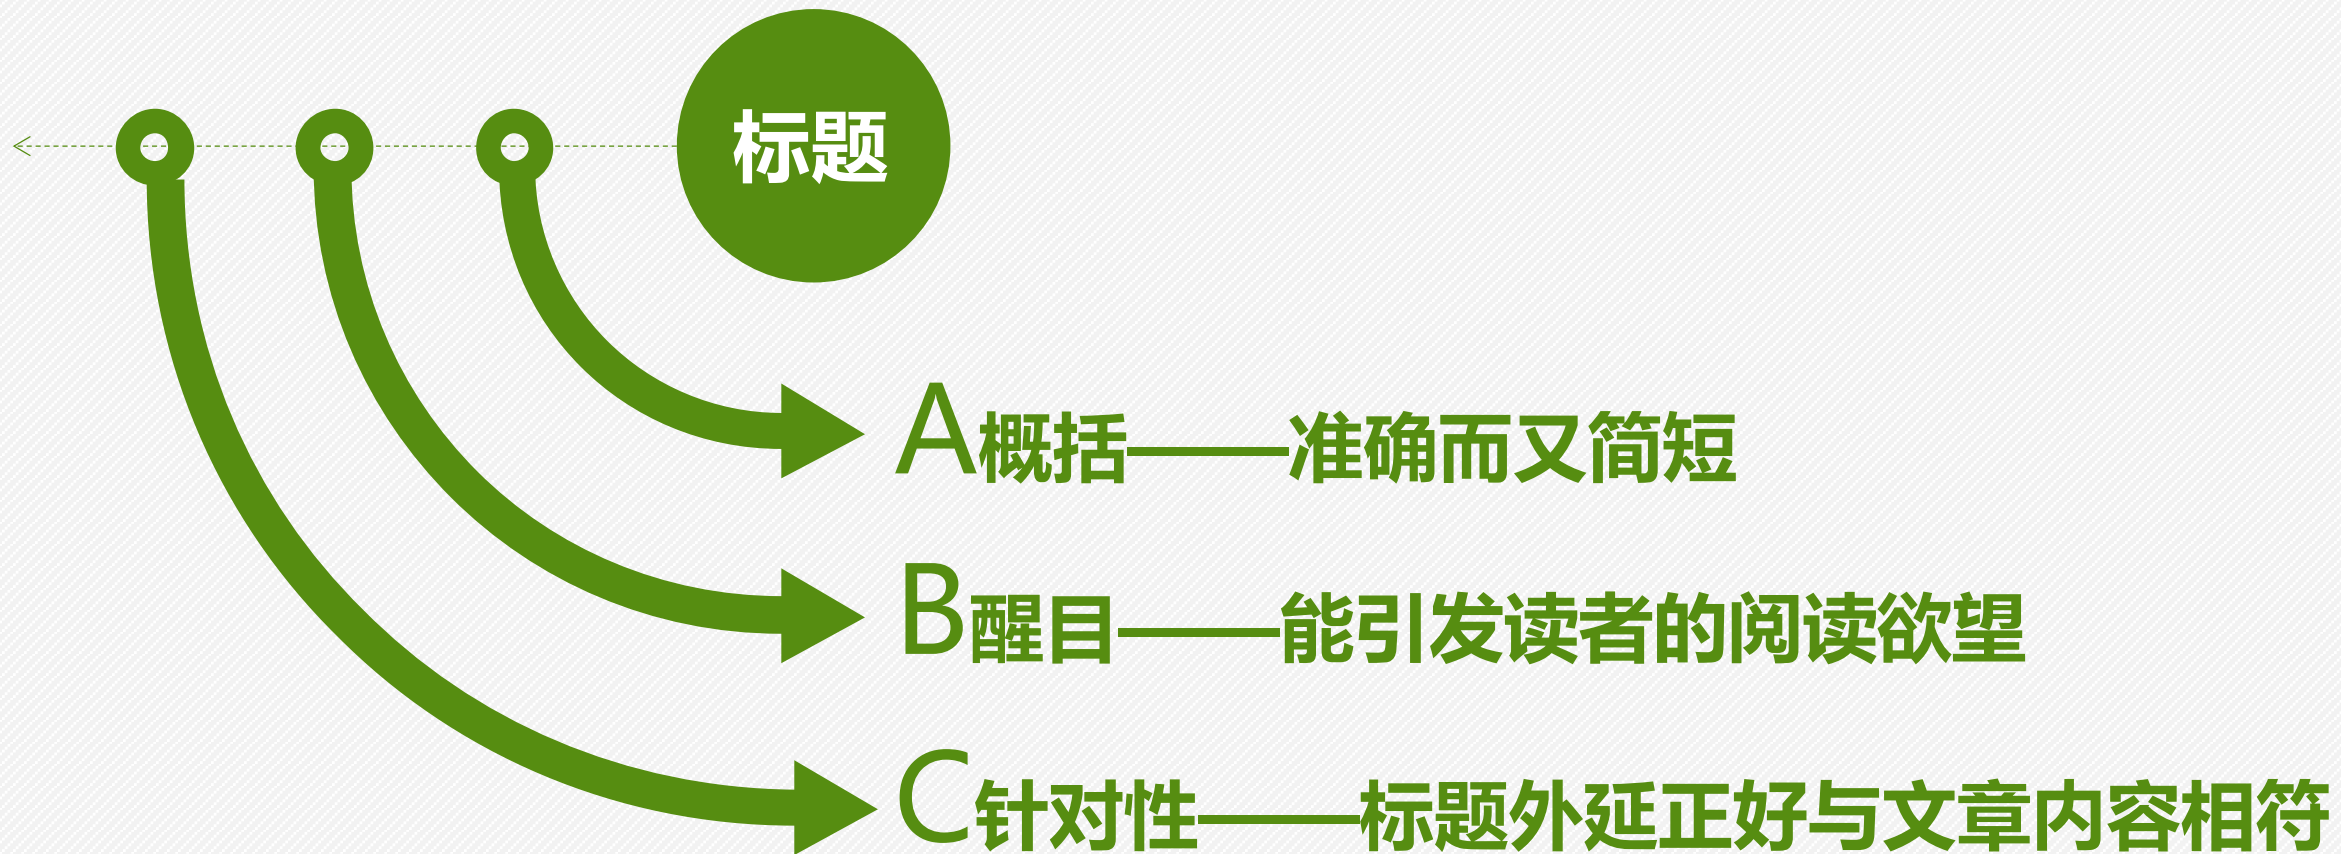 标题
A概括——准确而又简短
B醒目——能引发读者的阅读欲望
C针对性——标题外延正好与文章内容相符